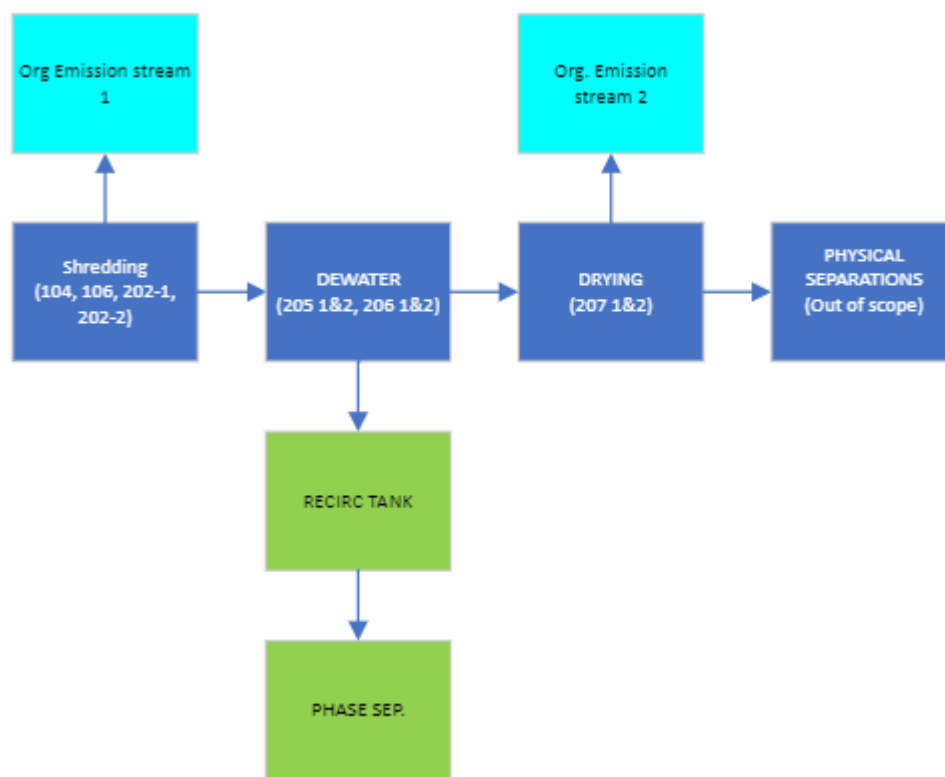 Org Emission stream
1
Org. Emission
stream 2
Shredding
(104, 106, 202-1,
202-2)
DEWATER
(205 1&2, 206 1&2)
DRYING
(207 1&2)
PHYSICAL
SEPARATIONS
(Out of scope)
RECIRC TANK
PHASE SEP.